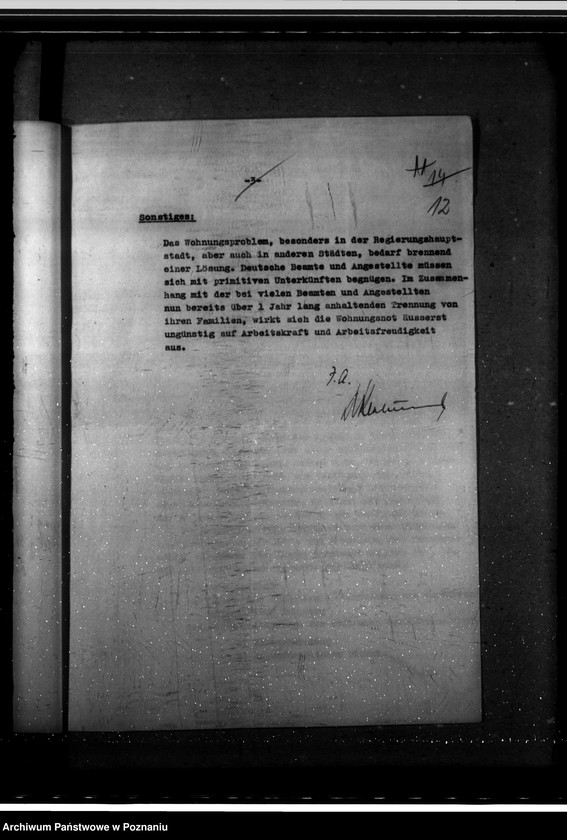 -3-
14
12
Sonstiges:
Das Wohnungsproblem, besonders in der Regierungshaupt-
stadt, aber auch in anderen Städten, bedarf brennend
einer Lösung. Deutsche Beamte und Angestellte müssen
sich mit primitiven Unterkünften begnügen. Im Zusammen-
hang mit der bei vielen Beamten und Angestellten
nun bereits über 1 Jahr lang anhaltenden Trennung von
ihren Familien, wirkt sich die Wohnungsnot äusserst
ungünstig auf Arbeitskraft und Arbeitsfreudigkeit
aus.
J.A.
Archiwum Państwowe w Poznaniu